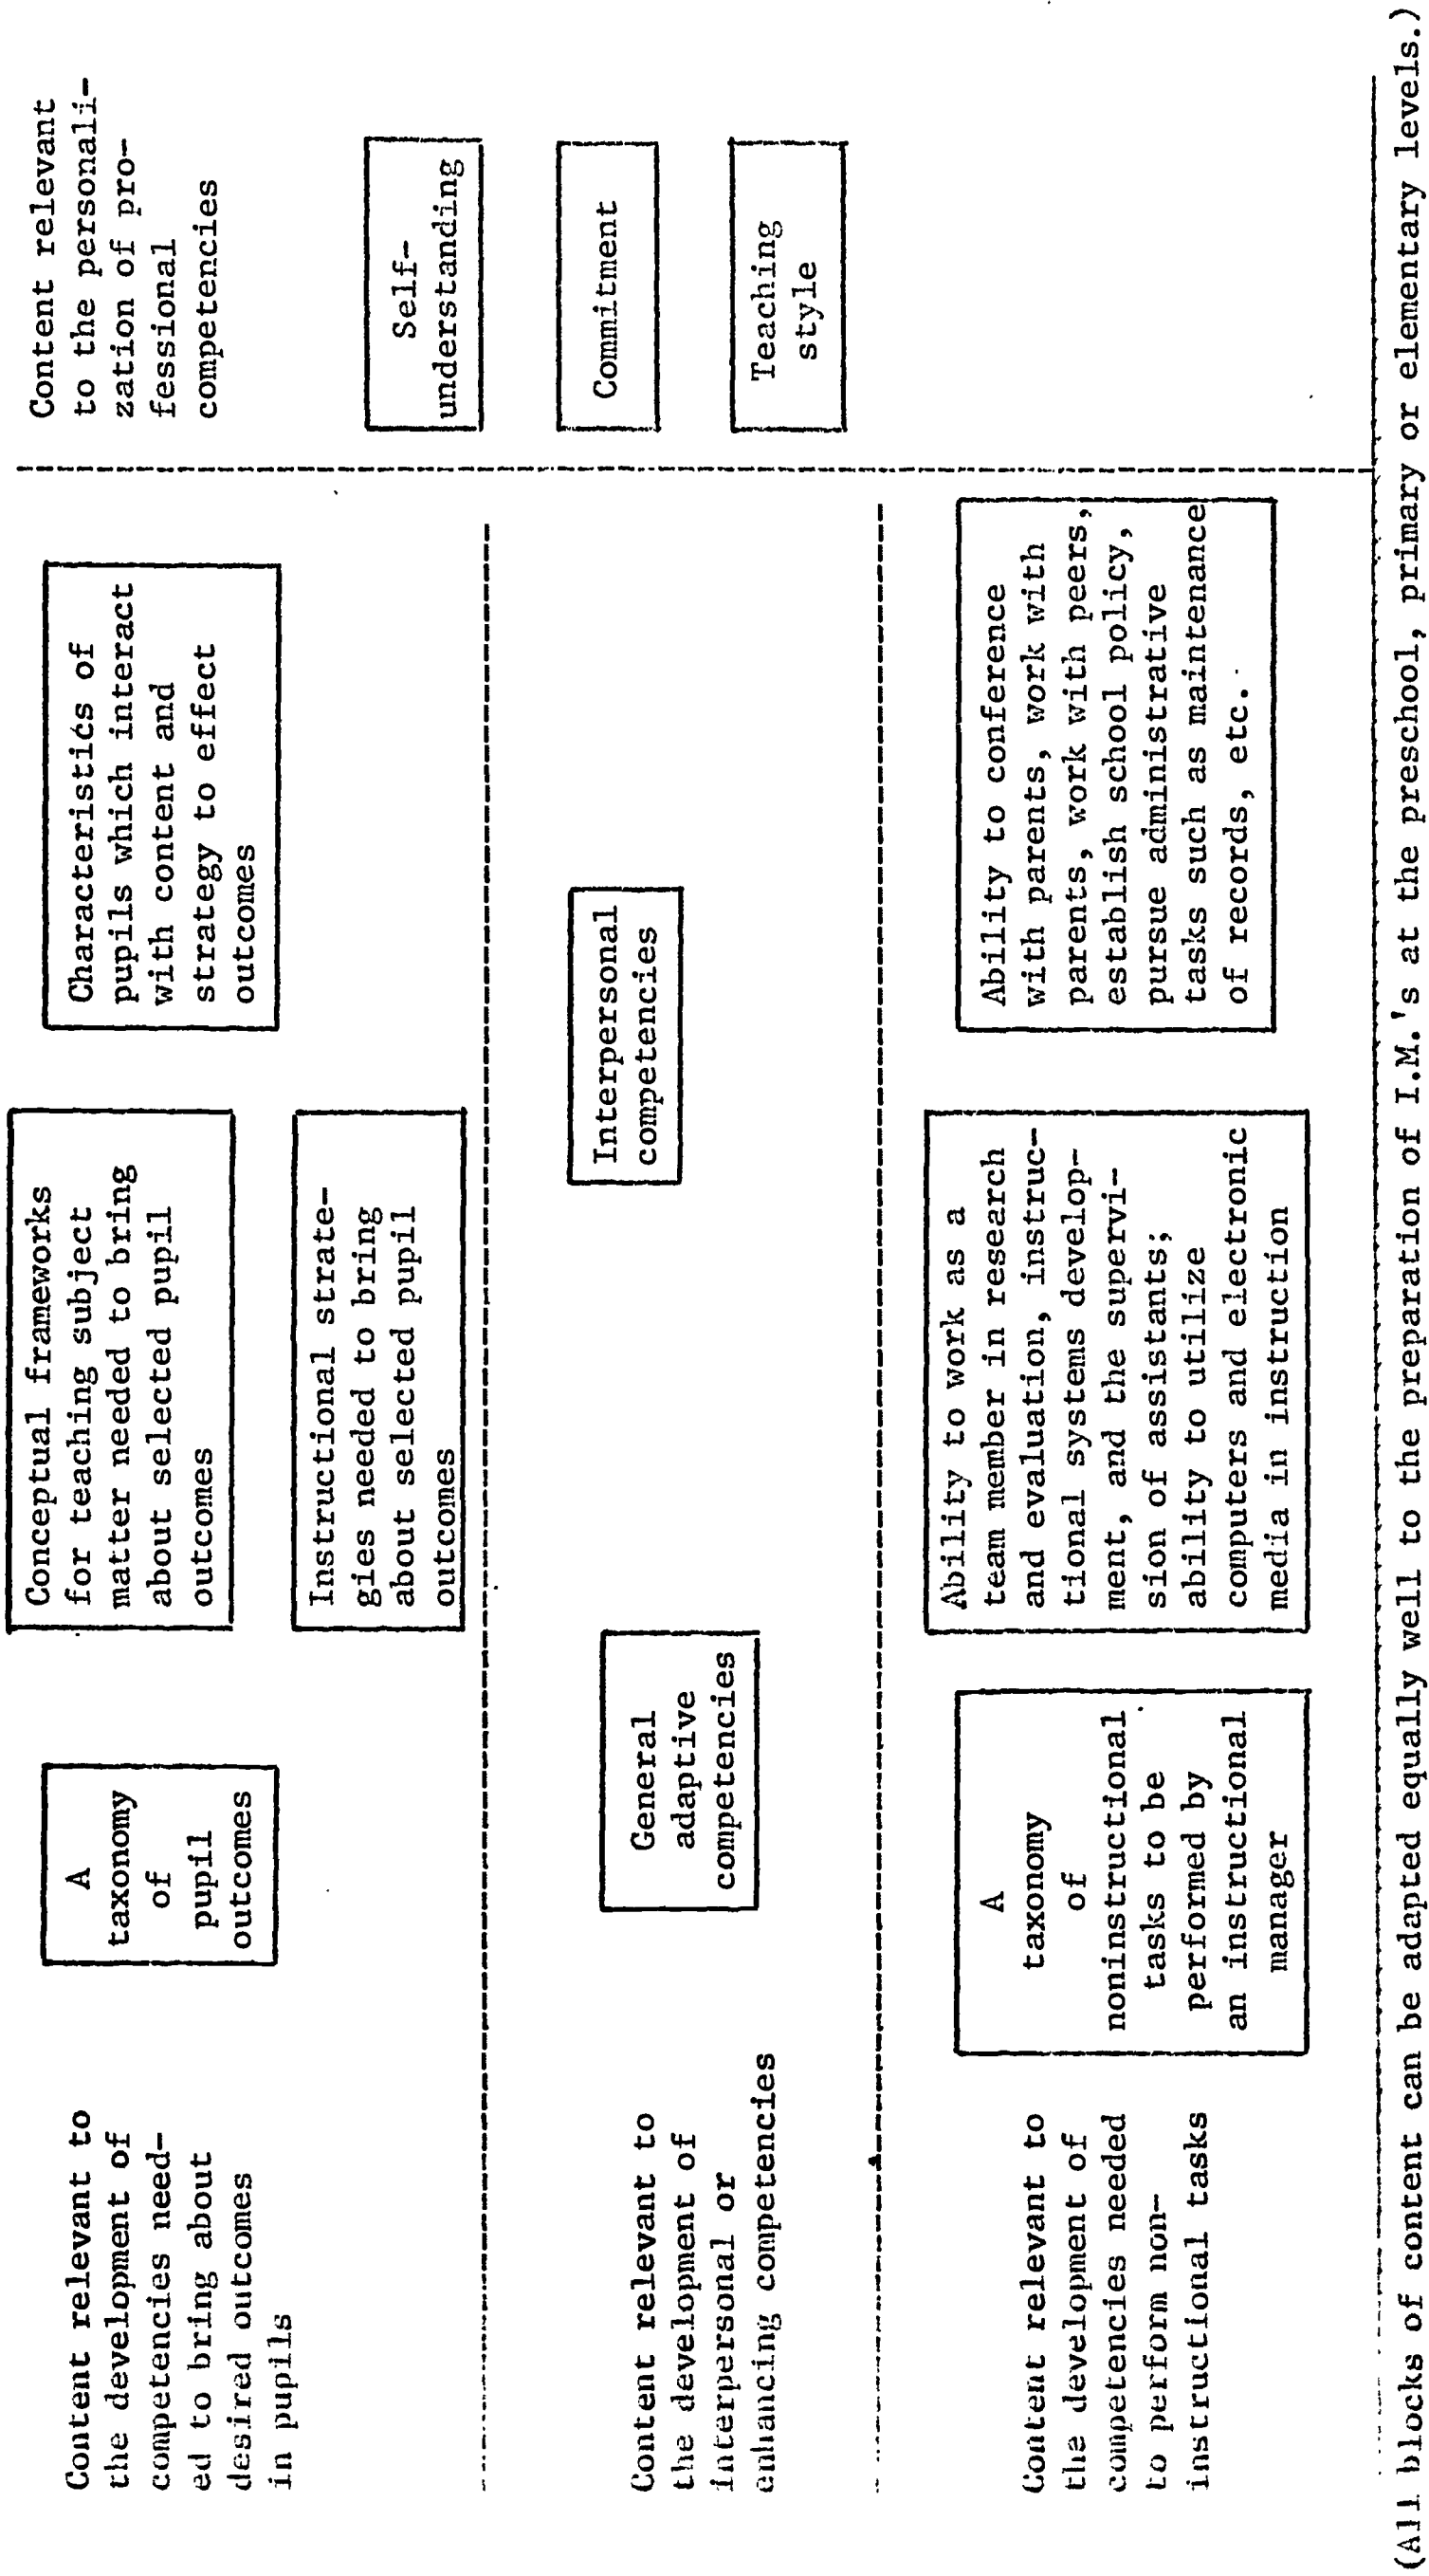 Content relevant to
the development of
competencies need-
ed to bring about
desired outcomes
in pupils
A
taxonomy
of
pupil
outcomes
Conceptual frameworks
for teaching subject
matter needed to bring
about selected pupil
outcomes
Instructional strate-
gies needed to bring
about selected pupil
outcomes
Characteristics of
pupils which interact
with content and
strategy to effect
outcomes
Content relevant
to the personali-
zation of pro-
fessional
competencies
Self-
understanding
Commitment
Teaching
style
Content relevant to
the development of
interpersonal or
enhancing competencies
General
adaptive
competencies
Interpersonal
competencies
Content relevant to
the development of
competencies needed
to perform non-
instructional tasks
A
taxonomy
of
noninstructional
tasks to be
performed by
an instructional
manager
Ability to work as a
team member in research
and evaluation, instruc-
tional systems develop-
ment, and the supervi-
sion of assistants;
ability to utilize
computers and electronic
media in instruction
Ability to conference
with parents, work with
parents, work with peers,
establish school policy,
pursue administrative
tasks such as maintenance
of records, etc.
(All blocks of content can be adapted equally well to the preparation of I.M.'s at the preschool, primary or elementary levels.)